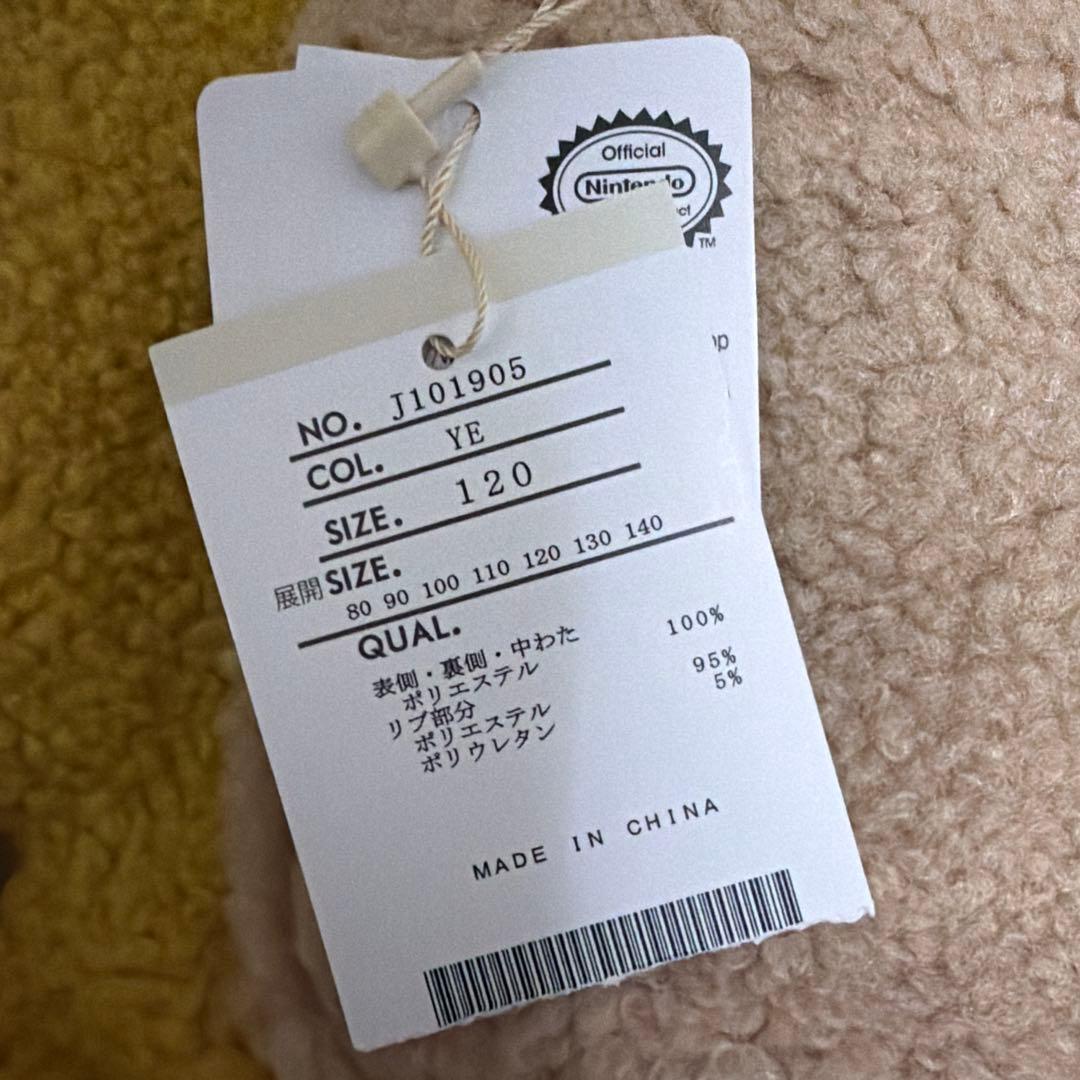 Official
Nintendo
TM
NO. J101905
COL. YE
SIZE. 120
展開 SIZE.
80 90 100 110 120 130 140
QUAL.
表側・裏側・中わた
ポリエステル 100%
リブ部分
ポリエステル 95%
ポリウレタン 5%
MADE IN CHINA